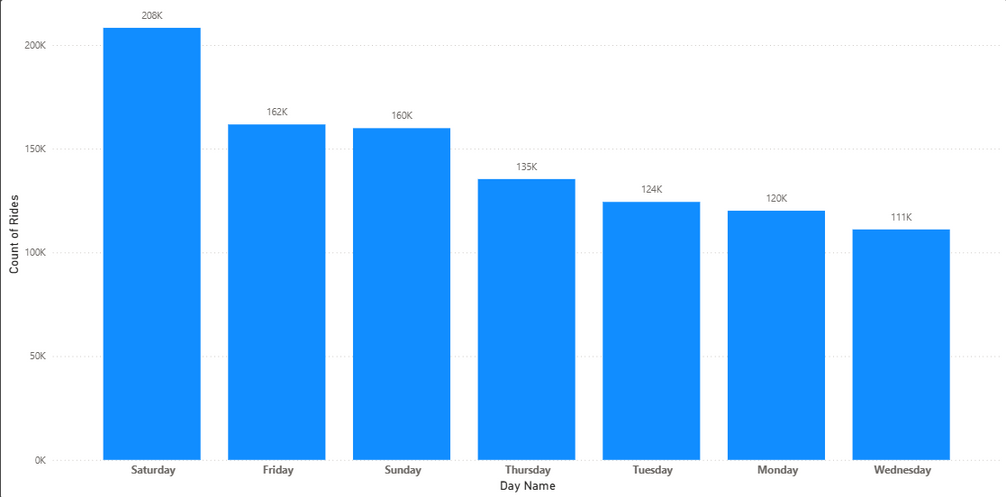 208K
200K
162K
160K
150K
135K
124K
120K
111K
100K
50K
0K
Count of Rides
Saturday Friday Sunday Thursday Tuesday Monday Wednesday
Day Name